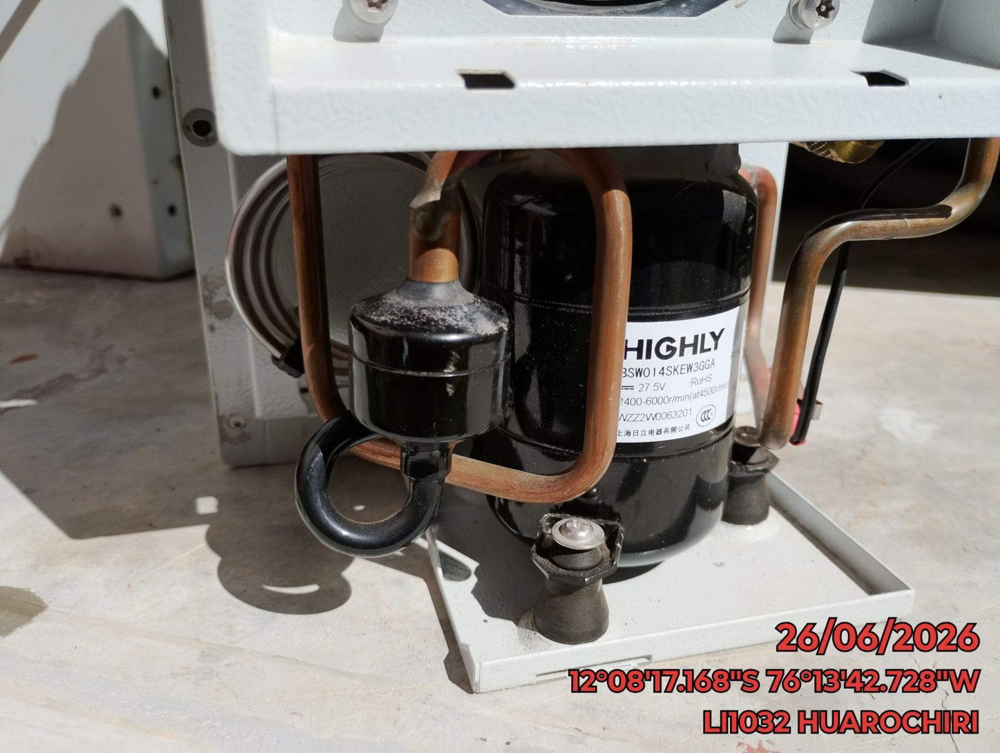 HIGHLY
BSW014SKEW3GGA
27.5V RoHS
2400-6000r/min(at4500r/min
WZZ2W0063201
CCC
上海日立电器有限公司
26/06/2026
12°08'17.168"S 76°13'42.728"W
LI1032 HUAROCHIRI